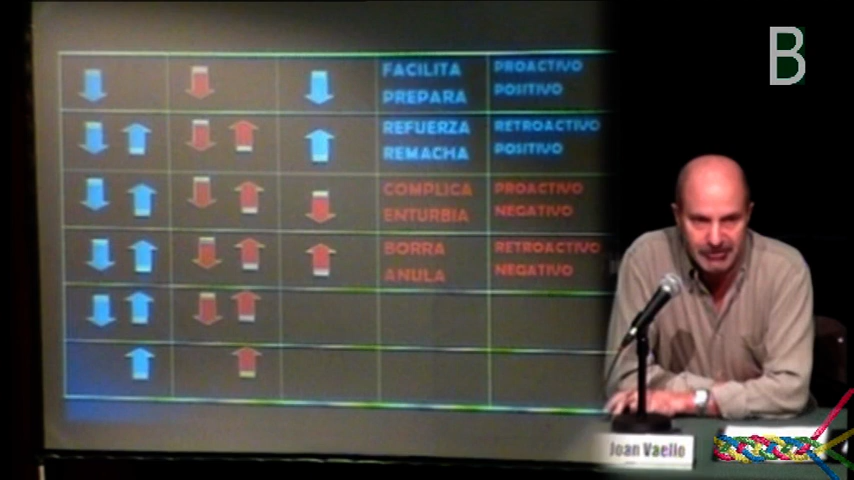 B
FACILITA
PREPARA
PROACTIVO
POSITIVO
REFUERZA
REMACHA
RETROACTIVO
POSITIVO
COMPLICA
ENTURBIA
PROACTIVO
NEGATIVO
BORRA
ANULA
RETROACTIVO
NEGATIVO
Joan Vaello